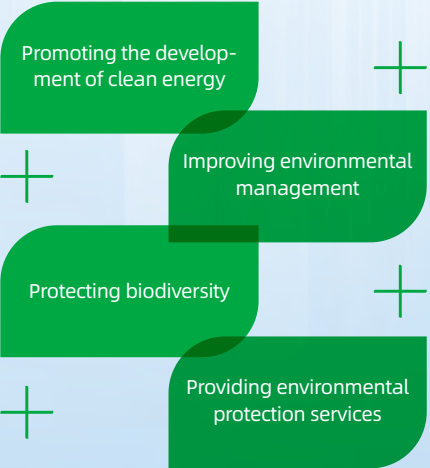 Promoting the develop-
ment of clean energy
Improving environmental
management
Protecting biodiversity
Providing environmental
protection services